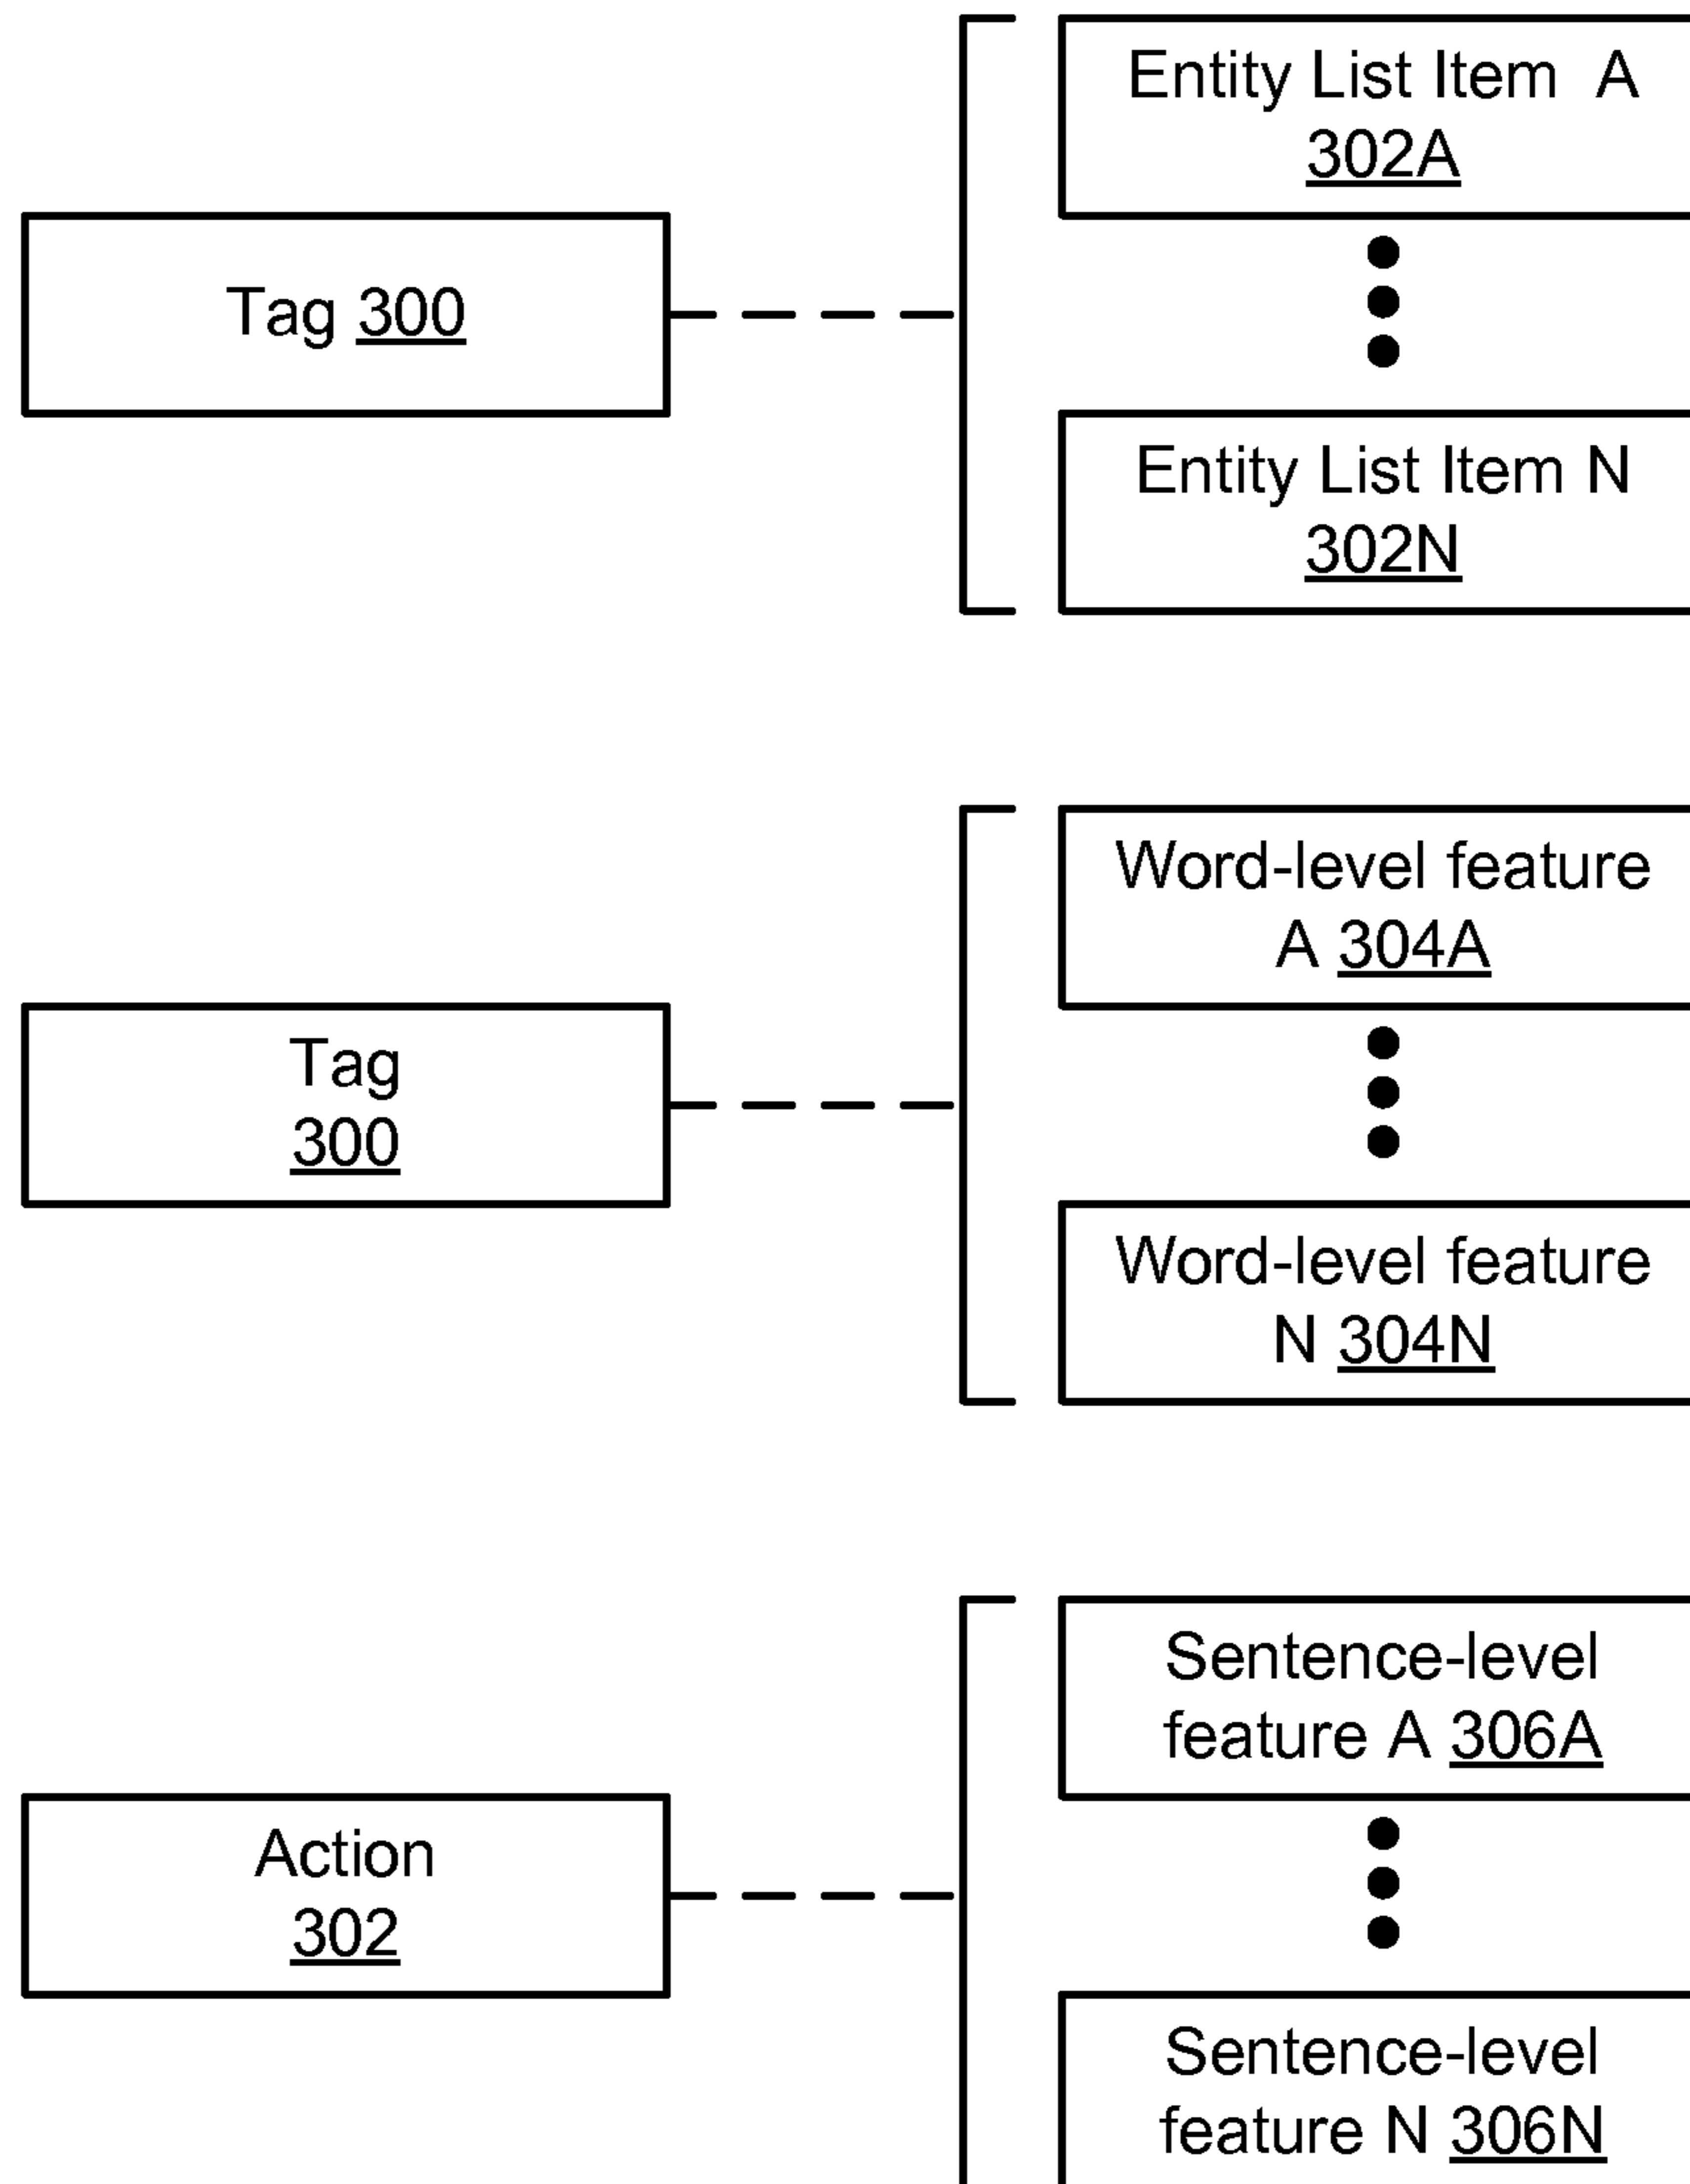 Entity List Item A
302A
Tag 300
Entity List Item N
302N
Word-level feature
A 304A
Tag
300
Word-level feature
N 304N
Sentence-level
feature A 306A
Action
302
Sentence-level
feature N 306N